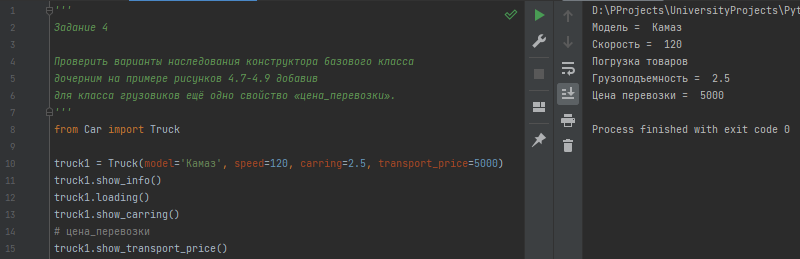 1 '''
2 Задание 4
3
4 Проверить варианты наследования конструктора базового класса
5 дочерним на примере рисунков 4.7-4.9 добавив
6 для класса грузовиков ещё одно свойство «цена_перевозки».
7 '''
8 from Car import Truck
9
10 truck1 = Truck(model='Камаз', speed=120, carring=2.5, transport_price=5000)
11 truck1.show_info()
12 truck1.loading()
13 truck1.show_carring()
14 # цена_перевозки
15 truck1.show_transport_price()
D:\PProjects\UniversityProjects\Pyt
Модель =  Камаз
Скорость =  120
Погрузка товаров
Грузоподъемность =  2.5
Цена перевозки =  5000
Process finished with exit code 0